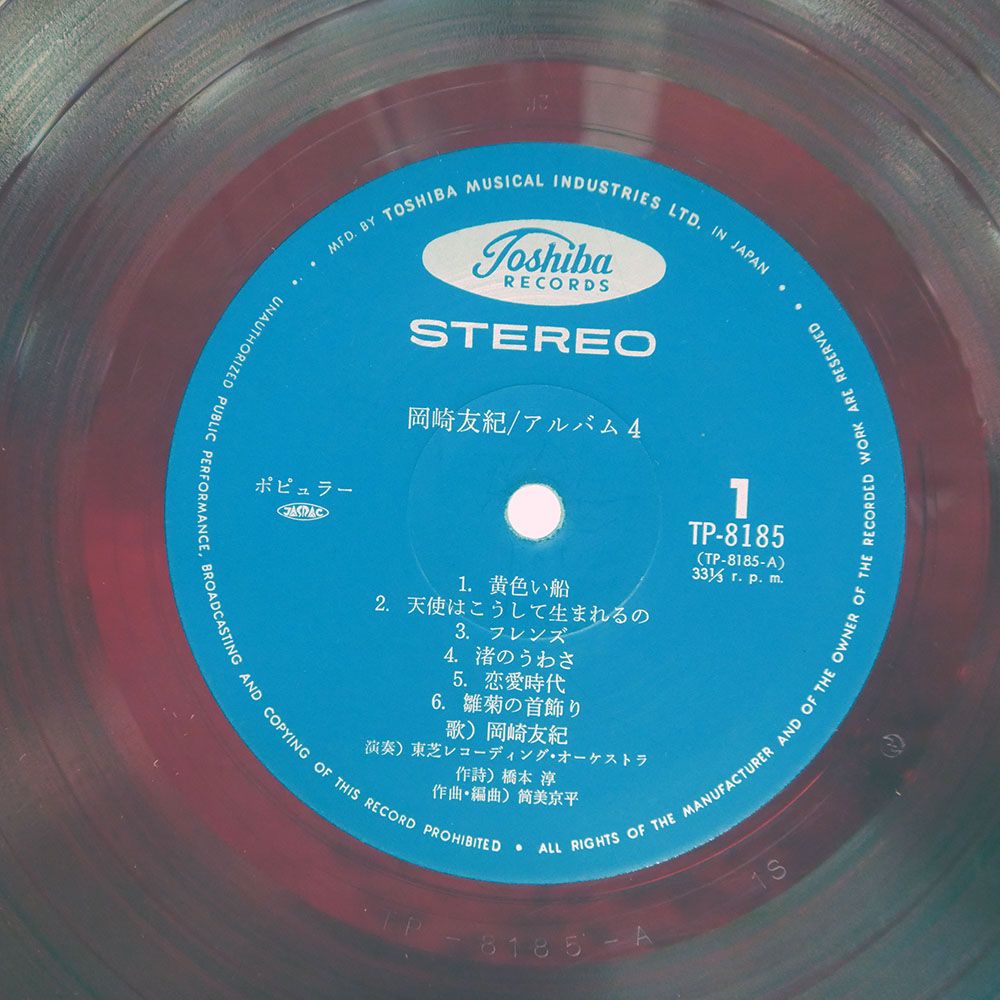 MFD. BY TOSHIBA MUSICAL INDUSTRIES LTD. IN JAPAN
Toshiba
RECORDS
STEREO
岡崎友紀/アルバム4
ポピュラー
JASRAC
1
TP-8185
(TP-8185-A)
33⅓ r. p. m.
1. 黄色い船
2. 天使はこうして生まれるの
3. フレンズ
4. 渚のうわさ
5. 恋愛時代
6. 雛菊の首飾り
歌) 岡崎友紀
演奏) 東芝レコーディング・オーケストラ
作詩) 橋本 淳
作曲・編曲) 筒美京平
UNAUTHORIZED PUBLIC PERFORMANCE, BROADCASTING AND COPYING OF THIS RECORD PROHIBITED • ALL RIGHTS OF THE MANUFACTURER AND OF THE OWNER OF THE RECORDED WORK ARE RESERVED
TP-8185-A 1S